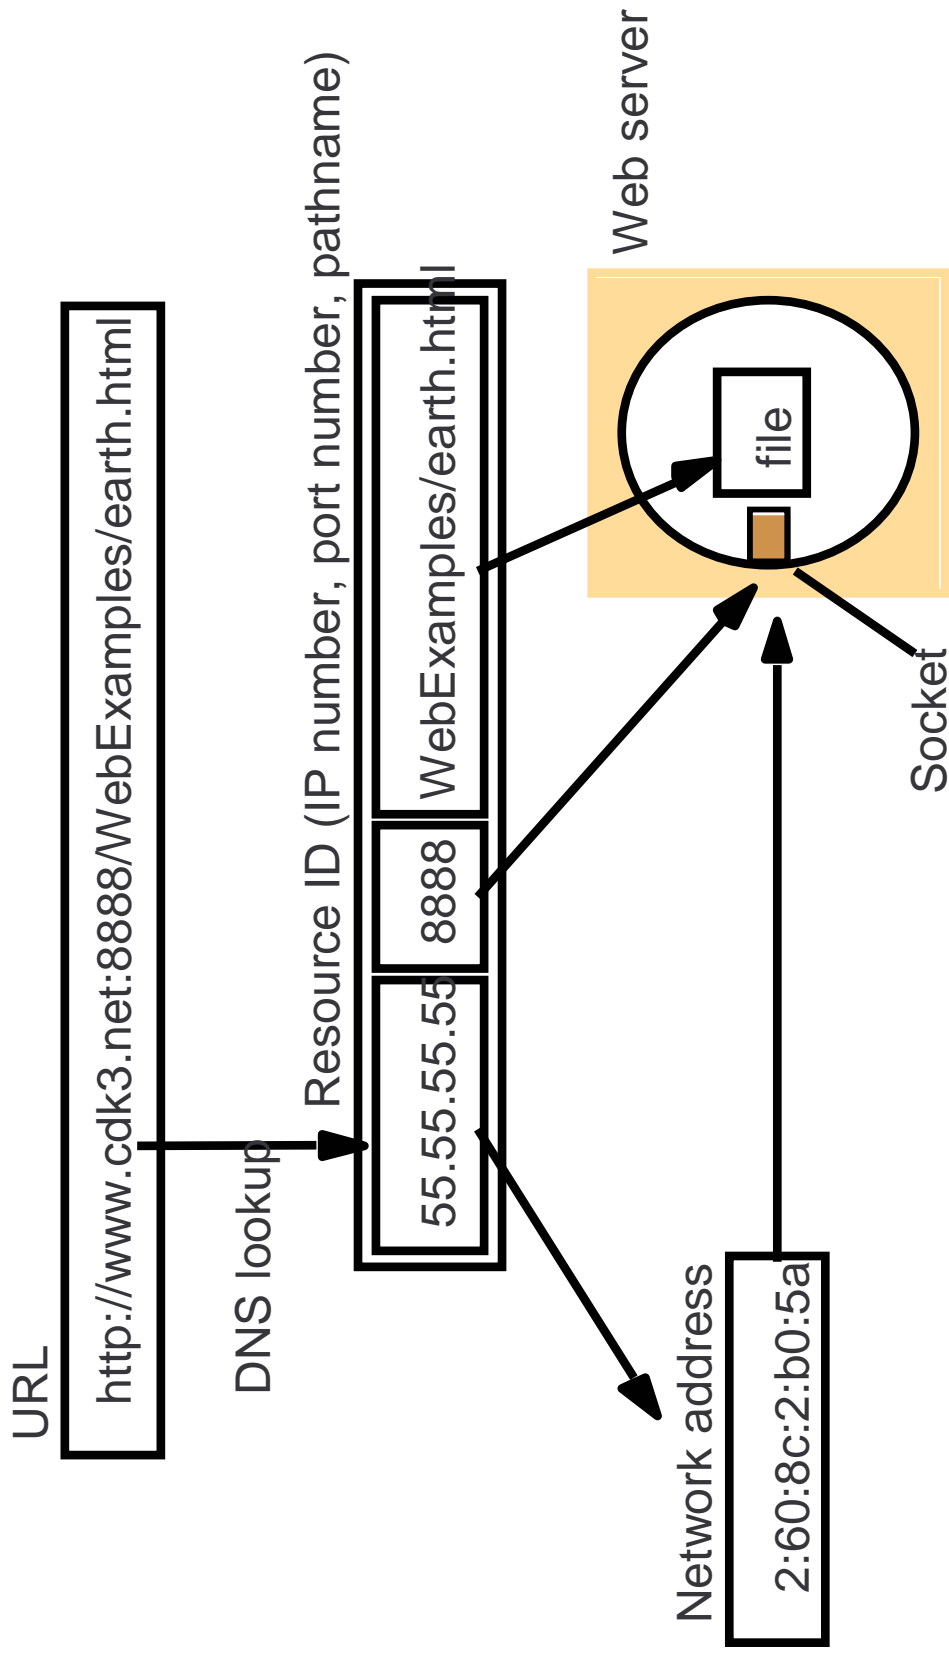 URL
http://www.cdk3.net:8888/WebExamples/earth.html
DNS lookup
Resource ID (IP number, port number, pathname)
55.55.55.55
8888
WebExamples/earth.html
Network address
2:60:8c:2:b0:5a
file
Web server
Socket